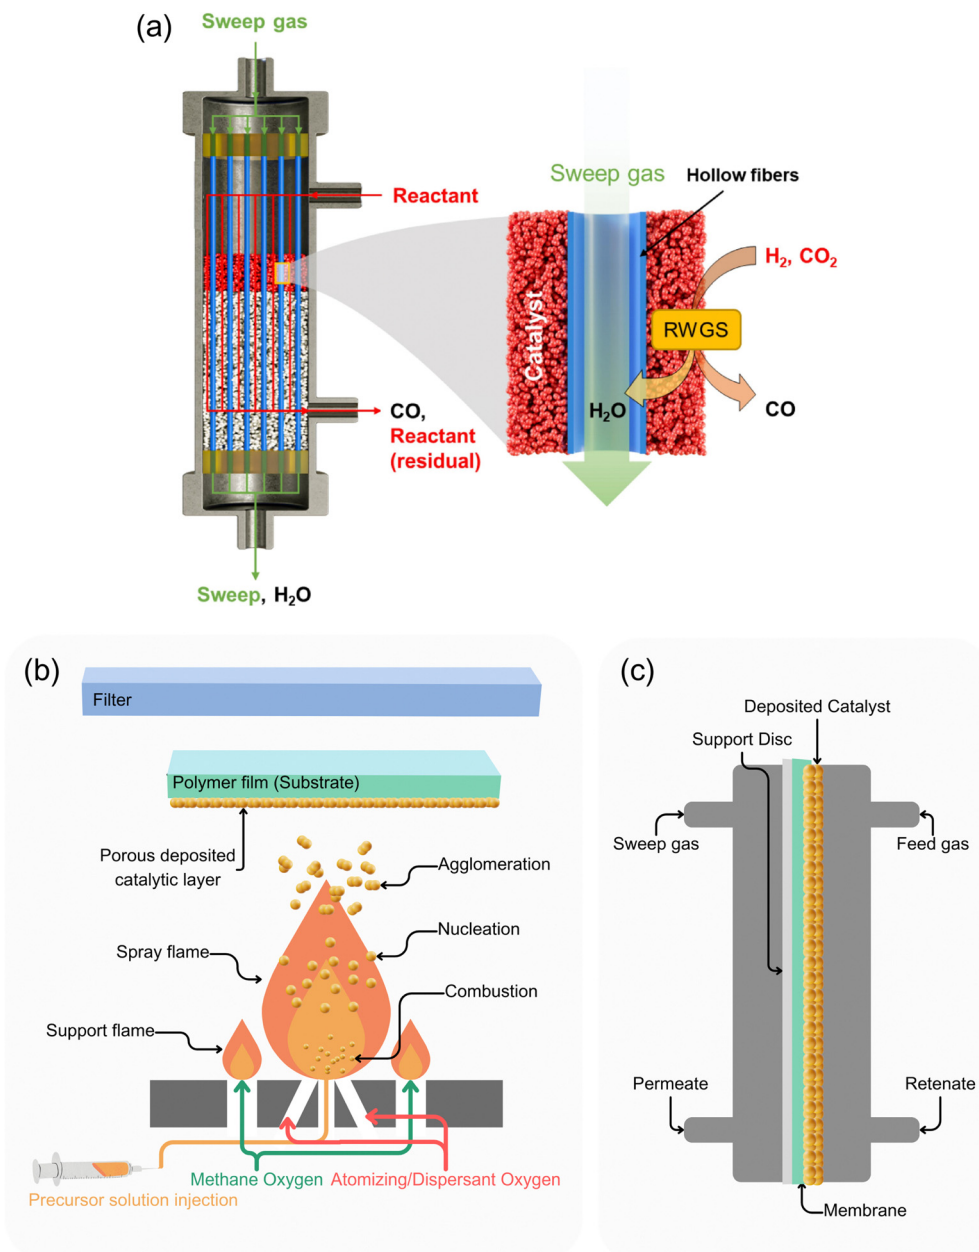 (a)
Sweep gas
Reactant
CO,
Reactant
(residual)
Sweep, H₂O
Sweep gas
Hollow fibers
Catalyst
H₂, CO₂
RWGS
H₂O
CO
(b)
Filter
Polymer film (Substrate)
Porous deposited
catalytic layer
Agglomeration
Nucleation
Spray flame
Combustion
Support flame
Methane Oxygen
Atomizing/Dispersant Oxygen
Precursor solution injection
(c)
Deposited Catalyst
Support Disc
Sweep gas
Feed gas
Permeate
Retenate
Membrane